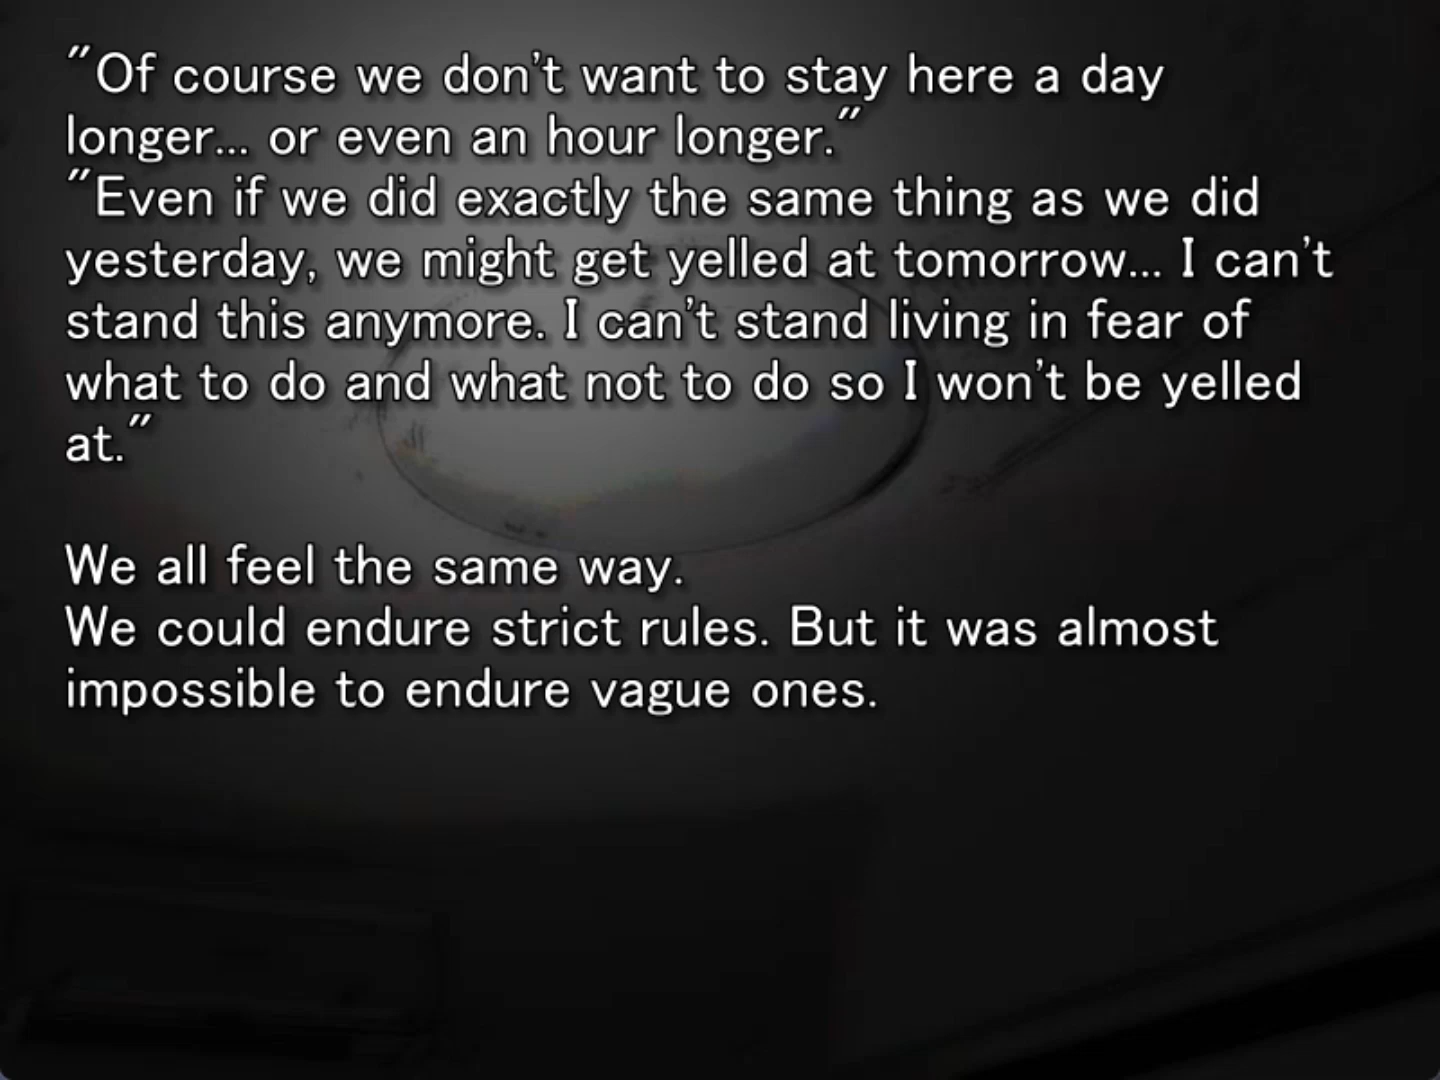 "Of course we don't want to stay here a day
longer... or even an hour longer."
"Even if we did exactly the same thing as we did
yesterday, we might get yelled at tomorrow... I can't
stand this anymore. I can't stand living in fear of
what to do and what not to do so I won't be yelled
at."
We all feel the same way.
We could endure strict rules. But it was almost
impossible to endure vague ones.